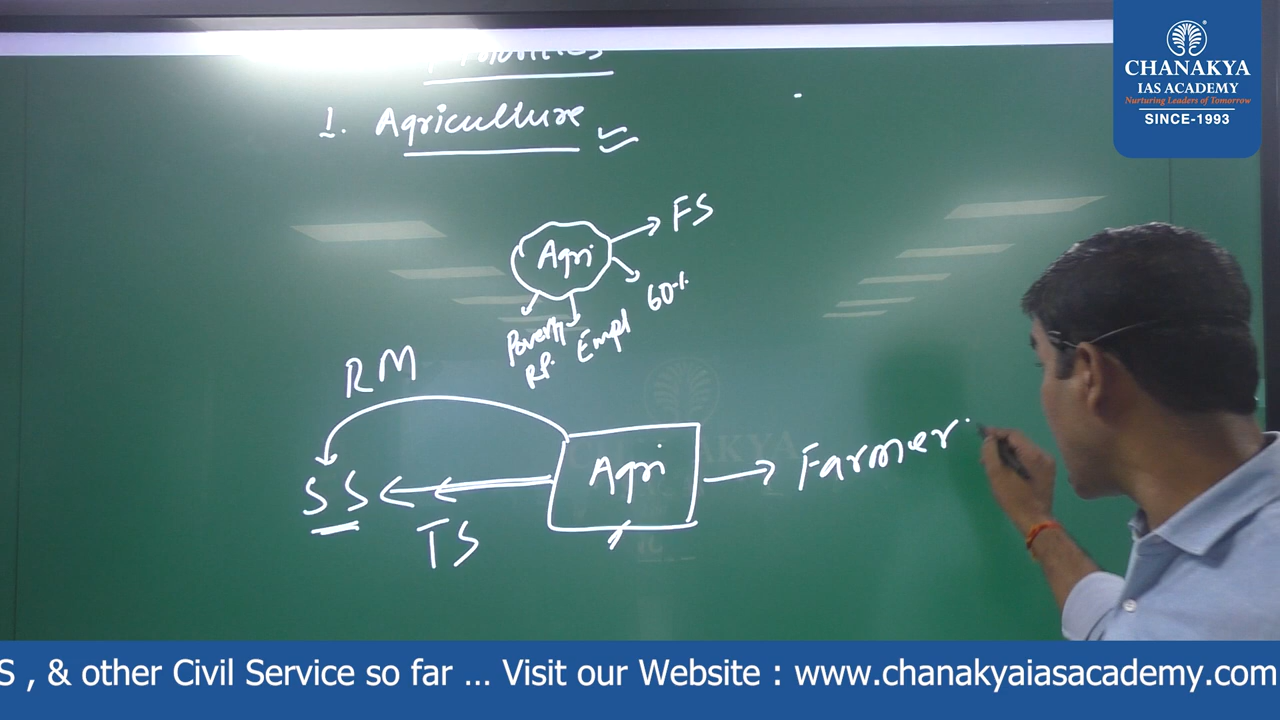 1. Agriculture
Agri
FS
60%
Empl
Poverty
RP.
RM
SS
TS
Agri
Farmer.
CHANAKYA
IAS ACADEMY
Nurturing Leaders of Tomorrow
SINCE-1993
S , & other Civil Service so far ... Visit our Website : www.chanakyaiasacademy.com